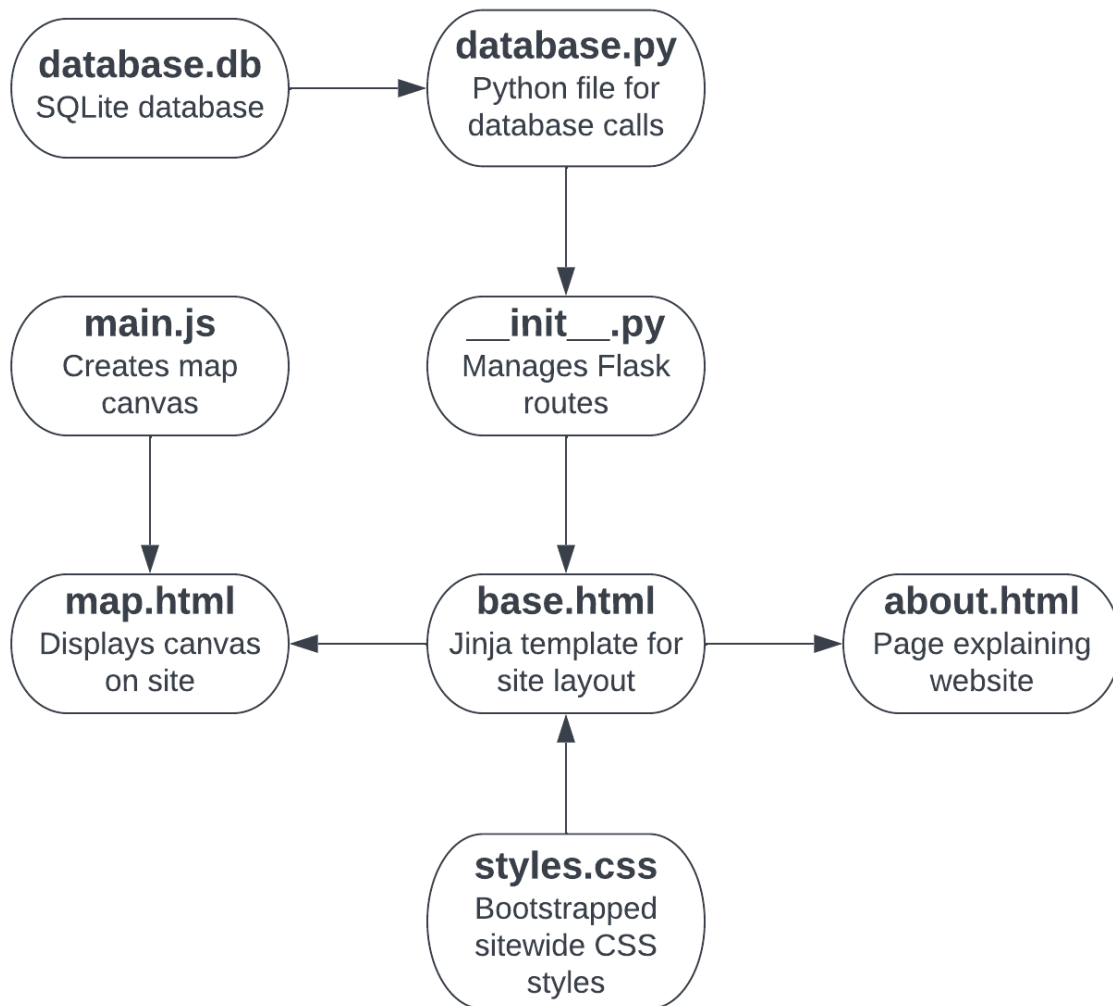 database.db
SQLite database
database.py
Python file for
database calls
main.js
Creates map
canvas
__init__.py
Manages Flask
routes
map.html
Displays canvas
on site
base.html
Jinja template for
site layout
about.html
Page explaining
website
styles.css
Bootstrapped
sitewide CSS
styles